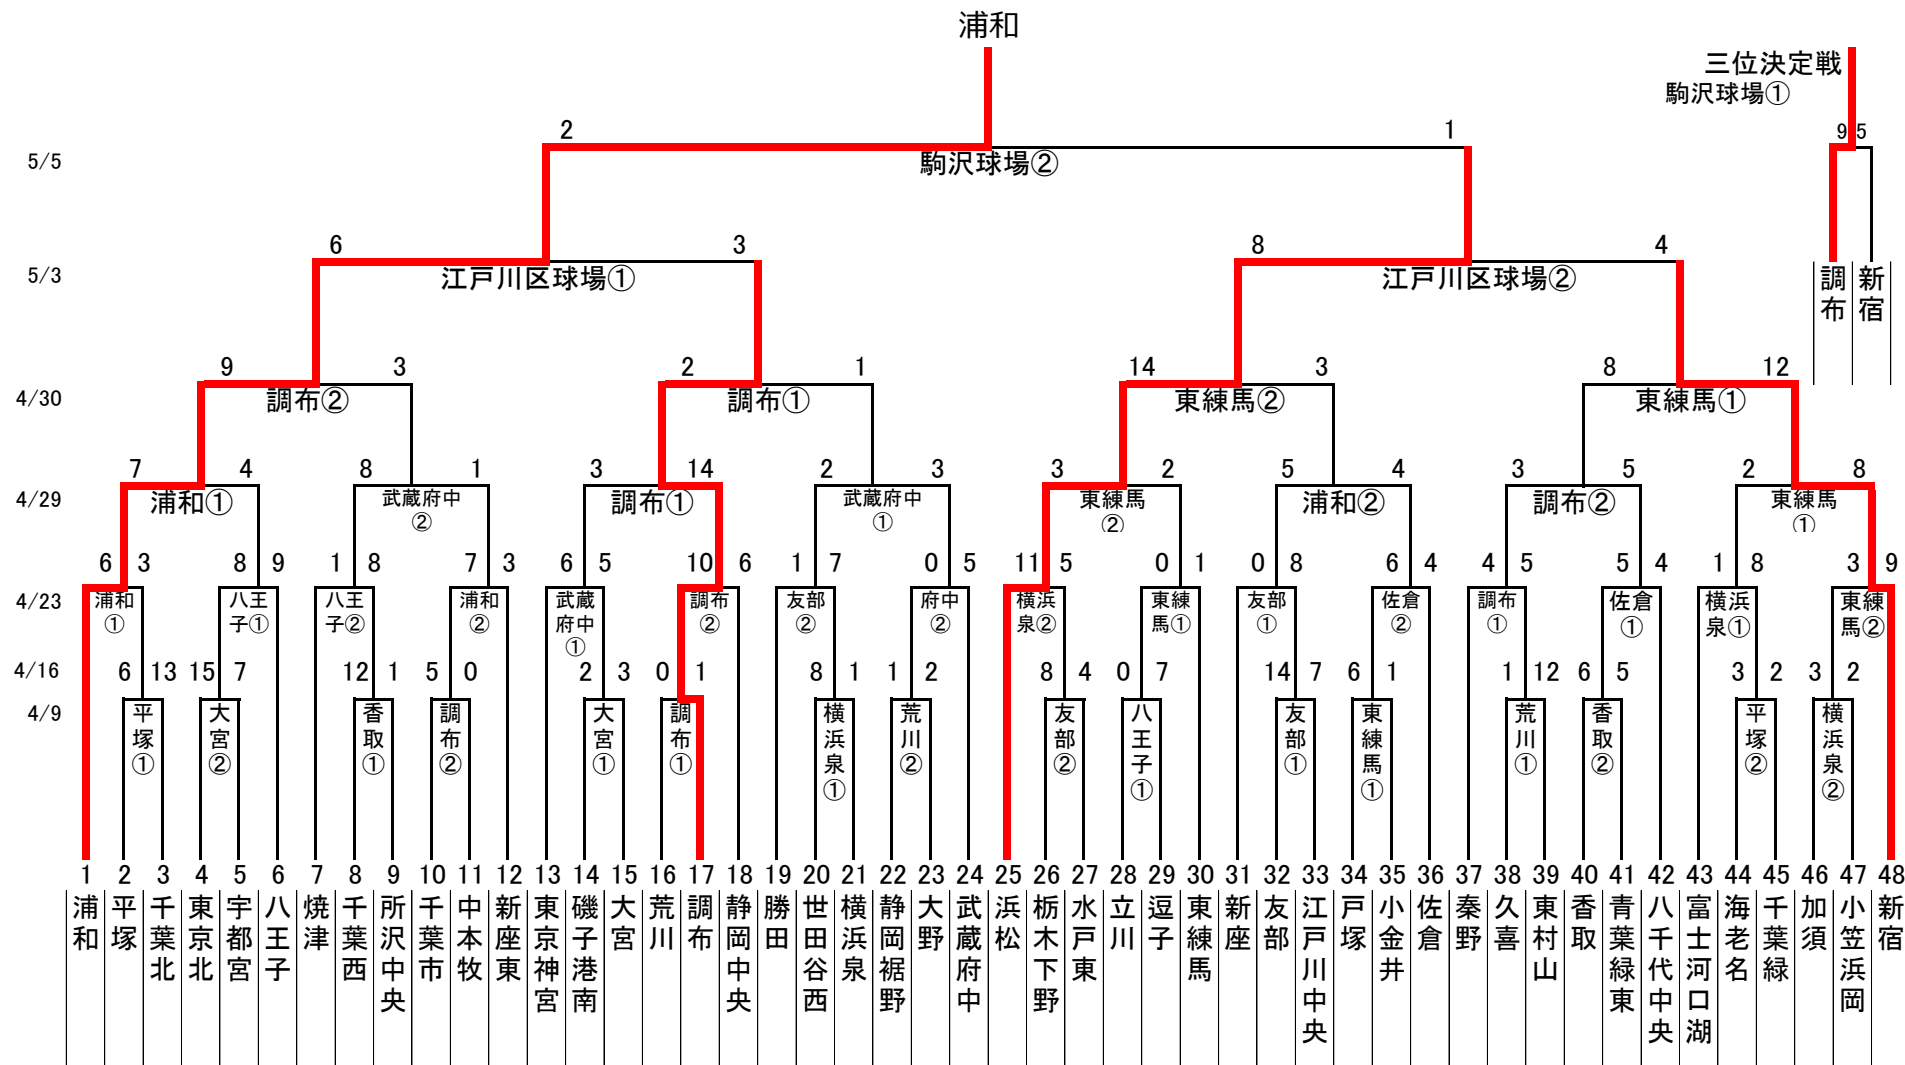 浦和
三位決定戦
駒沢球場①
2 1 9 5
5/5
駒沢球場②
6 3 8 4
5/3
江戸川区球場① 江戸川区球場②
調布 新宿
9 3 2 1 14 3 8 12
4/30
調布② 調布① 東練馬② 東練馬①
7 4 8 1 3 14 2 3 3 2 5 4 3 5 2 8
4/29
浦和① 武蔵府中② 調布① 武蔵府中① 東練馬② 浦和② 調布② 東練馬①
6 3 8 9 1 8 7 3 6 5 10 6 1 7 0 5 11 5 0 1 0 8 6 4 4 5 5 4 1 8 3 9
4/23
浦和① 八王子① 八王子② 浦和② 武蔵府中① 調布② 友部② 府中② 横浜泉② 東練馬① 友部① 佐倉② 調布① 佐倉① 横浜泉① 東練馬②
4/16
6 13 15 7 12 1 5 0 2 3 0 1 8 1 1 2 8 4 0 7 14 7 6 1 1 12 6 5 3 2 3 2
4/9
平塚① 大宮② 香取① 調布② 大宮① 調布① 横浜泉① 荒川② 友部② 八王子① 友部① 東練馬① 荒川① 香取② 平塚② 横浜泉②
1 2 3 4 5 6 7 8 9 10 11 12 13 14 15 16 17 18 19 20 21 22 23 24 25 26 27 28 29 30 31 32 33 34 35 36 37 38 39 40 41 42 43 44 45 46 47 48
浦和
平塚
千葉北
東京北
宇都宮
八王子
焼津
千葉西
所沢中央
千葉市
中本牧
新座東
東京神宮
磯子港南
大宮
荒川
調布
静岡中央
勝田
世田谷西
横浜泉
静岡裾野
大野
武蔵府中
浜松
栃木下野
水戸東
立川
逗子
東練馬
新座
友部
江戸川中央
戸塚
小金井
佐倉
秦野
久喜
東村山
香取
青葉緑東
八千代中央
富士河口湖
海老名
千葉緑
加須
小笠浜岡
新宿